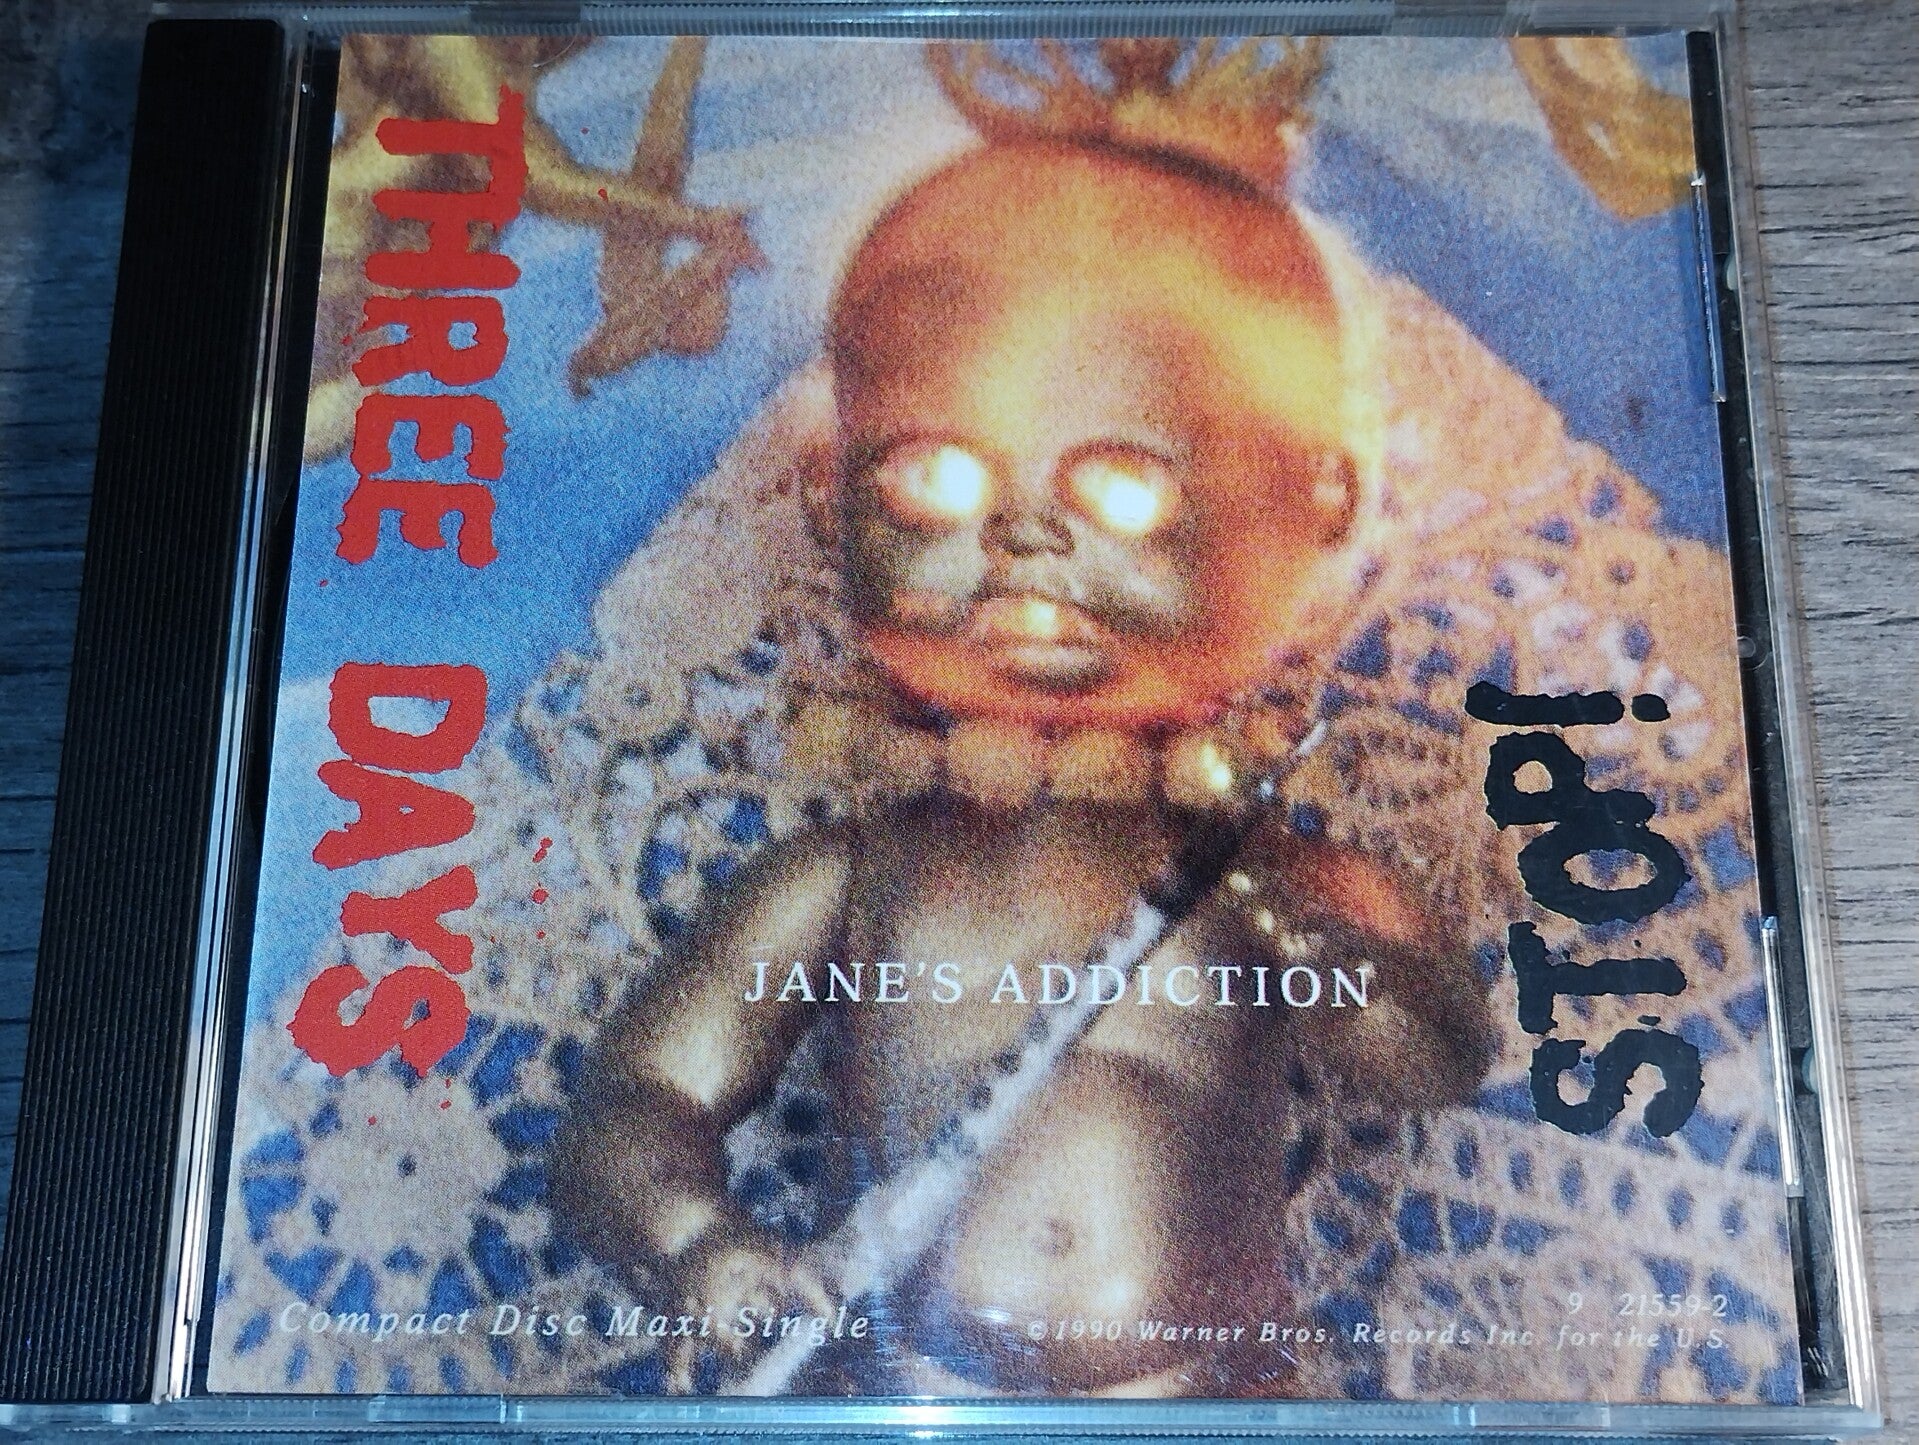 THREE DAYS
STOP!
JANE'S ADDICTION
Compact Disc Maxi-Single
9 21559-2
©1990 Warner Bros. Records Inc. for the U.S.